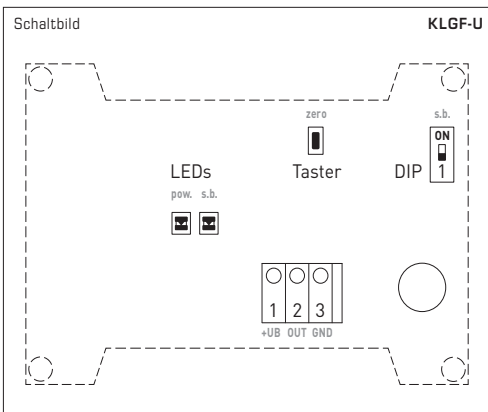 Schaltbild KLGF-U
zero s.b.
ON
LEDs Taster DIP 1
pow. s.b.
1 2 3
+UB OUT GND